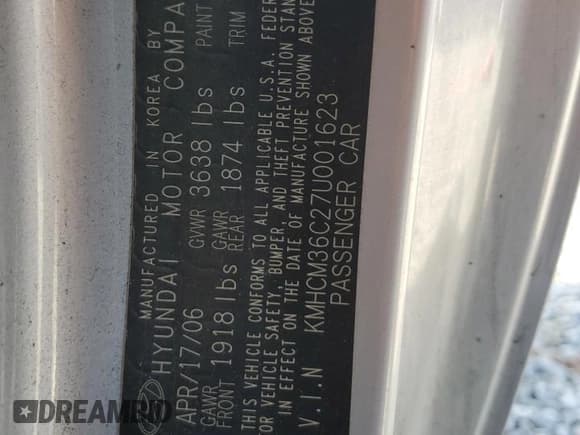 MANUFACTURED IN KOREA BY
HYUNDAI MOTOR COMPA
APR/17/06 GVWR 3638 lbs PAINT
GAWR FRONT 1918 lbs GAWR REAR 1874 lbs TRIM
THIS VEHICLE CONFORMS TO ALL APPLICABLE U.S.A. FEDER
TOR VEHICLE SAFETY, BUMPER, AND THEFT PREVENTION STAN
IN EFFECT ON THE DATE OF MANUFACTURE SHOWN ABOVE
V.I.N KMHCM36C27U001623
PASSENGER CAR
DREAMBID